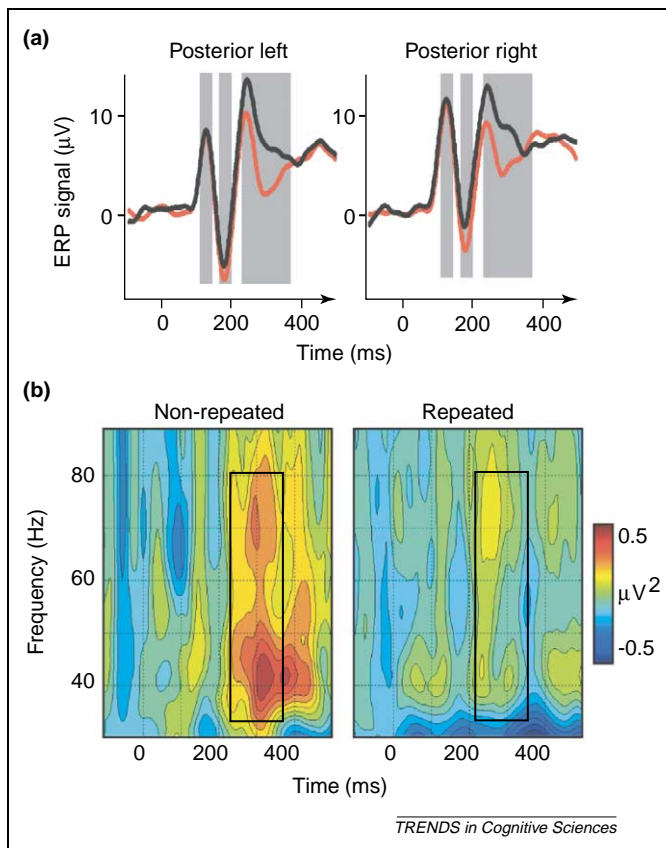 (a)
Posterior left Posterior right
10
0
ERP signal (μV)
0 200 400 0 200 400
Time (ms)
(b)
Non-repeated Repeated
80
60
40
Frequency (Hz)
0.5
μV²
-0.5
0 200 400 0 200 400
Time (ms)
TRENDS in Cognitive Sciences